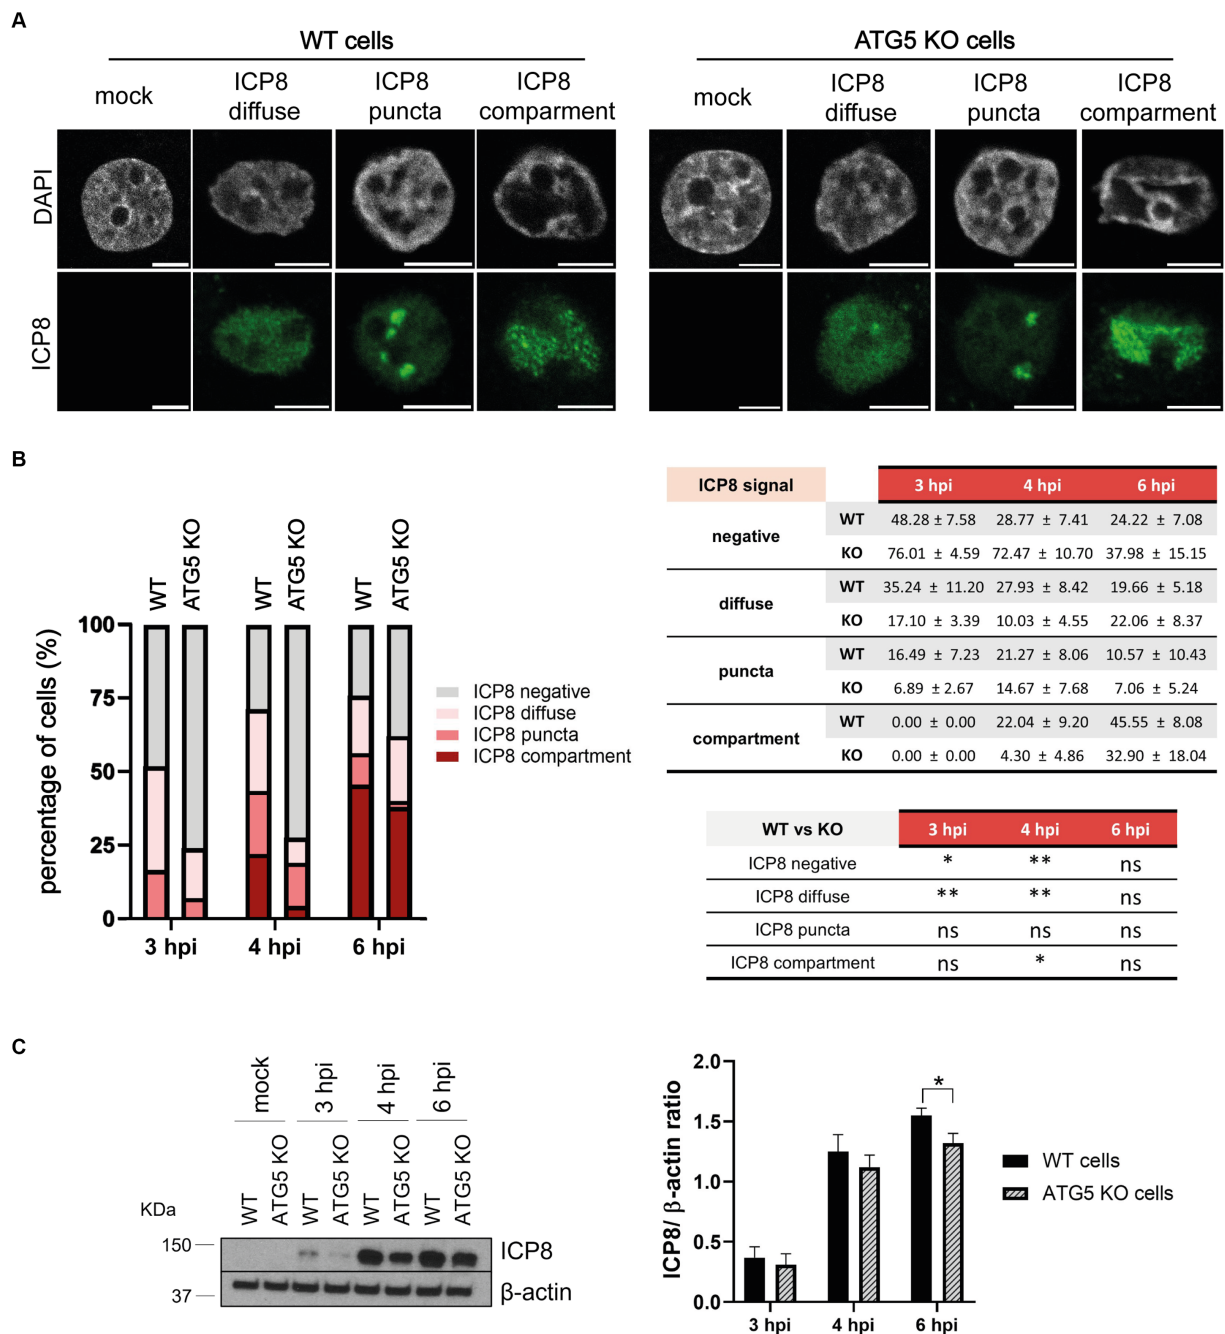 A
WT cells
ATG5 KO cells
mock
ICP8 diffuse
ICP8 puncta
ICP8 comparment
mock
ICP8 diffuse
ICP8 puncta
ICP8 comparment
DAPI
ICP8
B
WT
ATG5 KO
WT
ATG5 KO
WT
ATG5 KO
percentage of cells (%)
100
75
50
25
0
3 hpi
4 hpi
6 hpi
ICP8 negative
ICP8 diffuse
ICP8 puncta
ICP8 compartment
ICP8 signal 3 hpi 4 hpi 6 hpi
negative
WT 48.28 ± 7.58 28.77 ± 7.41 24.22 ± 7.08
KO 76.01 ± 4.59 72.47 ± 10.70 37.98 ± 15.15
diffuse
WT 35.24 ± 11.20 27.93 ± 8.42 19.66 ± 5.18
KO 17.10 ± 3.39 10.03 ± 4.55 22.06 ± 8.37
puncta
WT 16.49 ± 7.23 21.27 ± 8.06 10.57 ± 10.43
KO 6.89 ± 2.67 14.67 ± 7.68 7.06 ± 5.24
compartment
WT 0.00 ± 0.00 22.04 ± 9.20 45.55 ± 8.08
KO 0.00 ± 0.00 4.30 ± 4.86 32.90 ± 18.04
WT vs KO 3 hpi 4 hpi 6 hpi
ICP8 negative * ** ns
ICP8 diffuse ** ** ns
ICP8 puncta ns ns ns
ICP8 compartment ns * ns
C
mock
3 hpi
4 hpi
6 hpi
KDa
WT
ATG5 KO
WT
ATG5 KO
WT
ATG5 KO
WT
ATG5 KO
150
37
ICP8
β-actin
ICP8/ β-actin ratio
2.0
1.5
1.0
0.5
0.0
*
3 hpi
4 hpi
6 hpi
WT cells
ATG5 KO cells